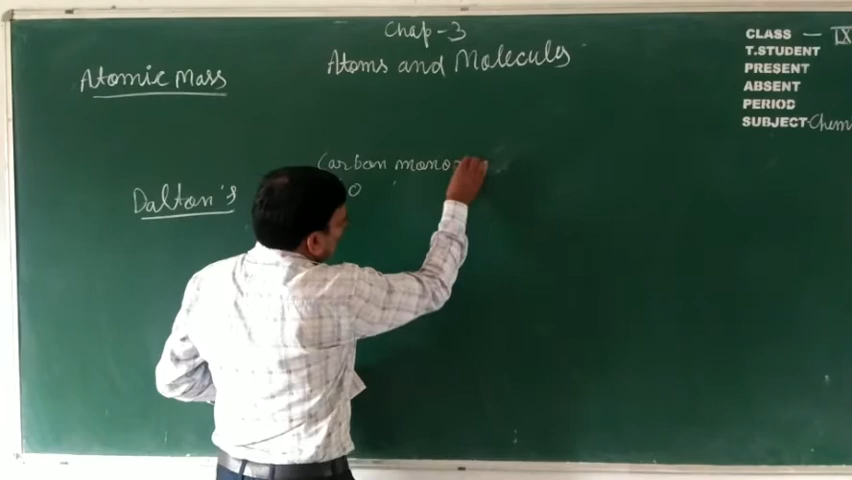 Chap-3
Atoms and Molecules
Atomic Mass
Carbon mono
O
Dalton's
CLASS — IX
T.STUDENT
PRESENT
ABSENT
PERIOD
SUBJECT-Chem